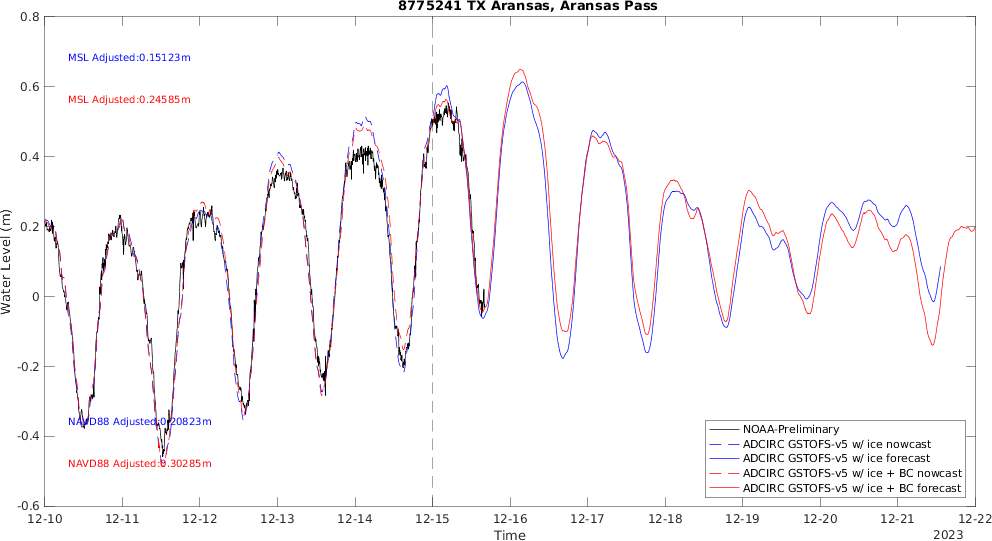 8775241 TX Aransas, Aransas Pass
0.8
0.6
0.4
0.2
0
-0.2
-0.4
-0.6
Water Level (m)
MSL Adjusted:0.15123m
MSL Adjusted:0.24585m
NAVD88 Adjusted:0.20823m
NAVD88 Adjusted:0.30285m
NOAA-Preliminary
ADCIRC GSTOFS-v5 w/ ice nowcast
ADCIRC GSTOFS-v5 w/ ice forecast
ADCIRC GSTOFS-v5 w/ ice + BC nowcast
ADCIRC GSTOFS-v5 w/ ice + BC forecast
12-10 12-11 12-12 12-13 12-14 12-15 12-16 12-17 12-18 12-19 12-20 12-21 12-22
Time
2023